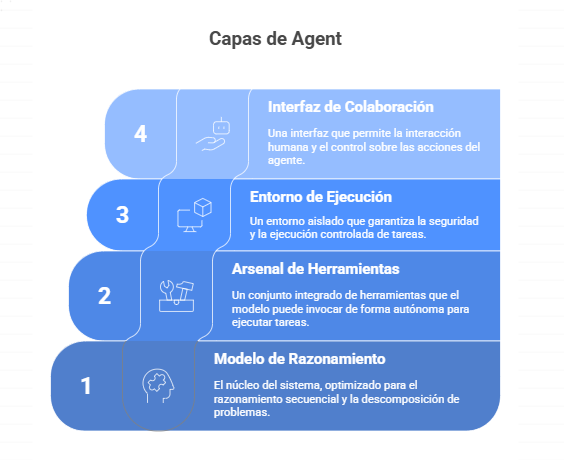 Capas de Agent
4
Interfaz de Colaboración
Una interfaz que permite la interacción
humana y el control sobre las acciones del
agente.
3
Entorno de Ejecución
Un entorno aislado que garantiza la seguridad
y la ejecución controlada de tareas.
2
Arsenal de Herramientas
Un conjunto integrado de herramientas que el
modelo puede invocar de forma autónoma para
ejecutar tareas.
1
Modelo de Razonamiento
El núcleo del sistema, optimizado para el
razonamiento secuencial y la descomposición de
problemas.